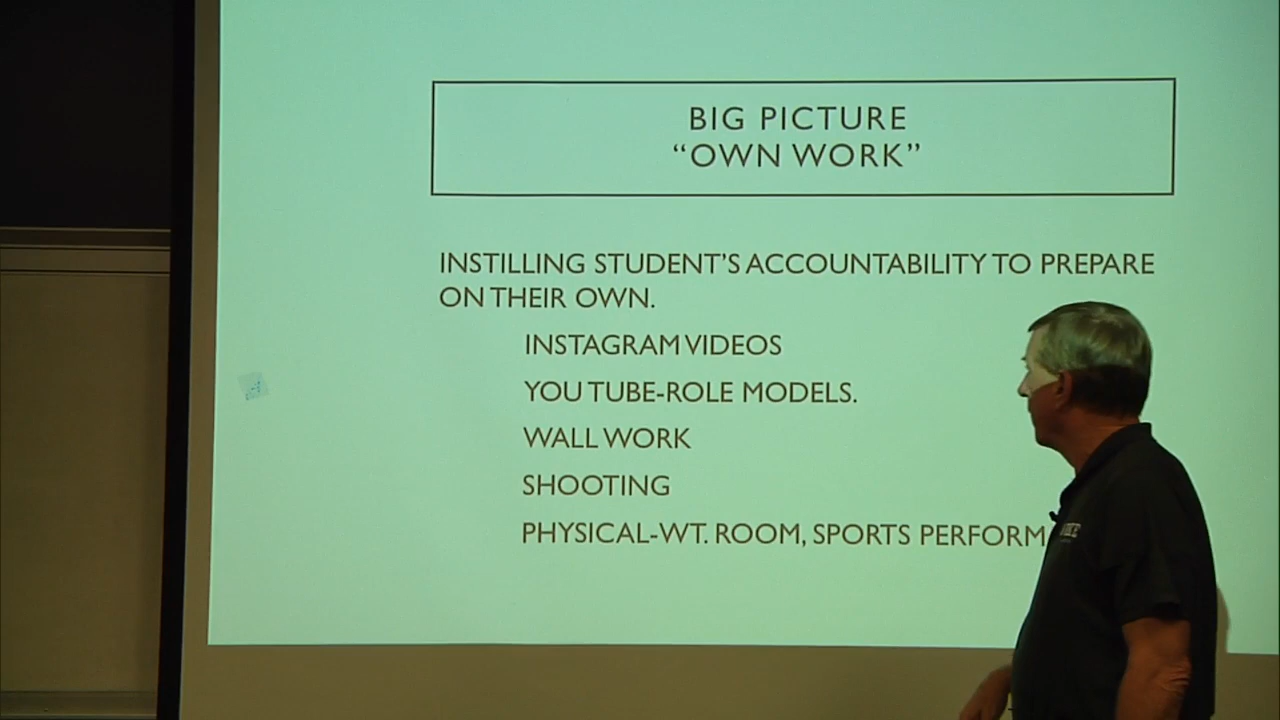 BIG PICTURE
“OWN WORK”
INSTILLING STUDENT’S ACCOUNTABILITY TO PREPARE
ON THEIR OWN.
INSTAGRAM VIDEOS
YOU TUBE-ROLE MODELS.
WALL WORK
SHOOTING
PHYSICAL-WT. ROOM, SPORTS PERFORM